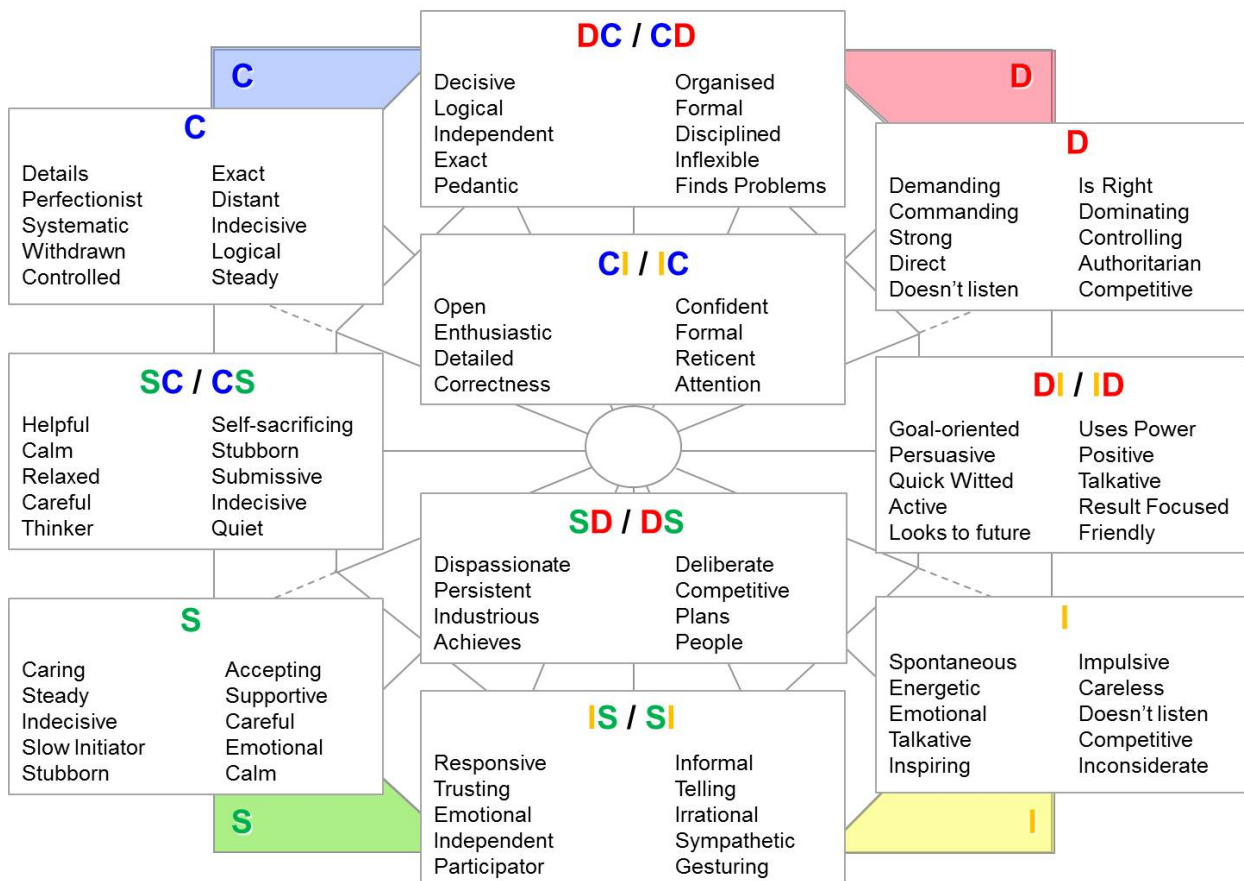 C
D
DC / CD
Decisive
Logical
Independent
Exact
Pedantic
Organised
Formal
Disciplined
Inflexible
Finds Problems
C
Details
Perfectionist
Systematic
Withdrawn
Controlled
Exact
Distant
Indecisive
Logical
Steady
D
Demanding
Commanding
Strong
Direct
Doesn’t listen
Is Right
Dominating
Controlling
Authoritarian
Competitive
CI / IC
Open
Enthusiastic
Detailed
Correctness
Confident
Formal
Reticent
Attention
SC / CS
Helpful
Calm
Relaxed
Careful
Thinker
Self-sacrificing
Stubborn
Submissive
Indecisive
Quiet
DI / ID
Goal-oriented
Persuasive
Quick Witted
Active
Looks to future
Uses Power
Positive
Talkative
Result Focused
Friendly
SD / DS
Dispassionate
Persistent
Industrious
Achieves
Deliberate
Competitive
Plans
People
S
Caring
Steady
Indecisive
Slow Initiator
Stubborn
Accepting
Supportive
Careful
Emotional
Calm
I
Spontaneous
Energetic
Emotional
Talkative
Inspiring
Impulsive
Careless
Doesn’t listen
Competitive
Inconsiderate
IS / SI
Responsive
Trusting
Emotional
Independent
Participator
Informal
Telling
Irrational
Sympathetic
Gesturing
S
I